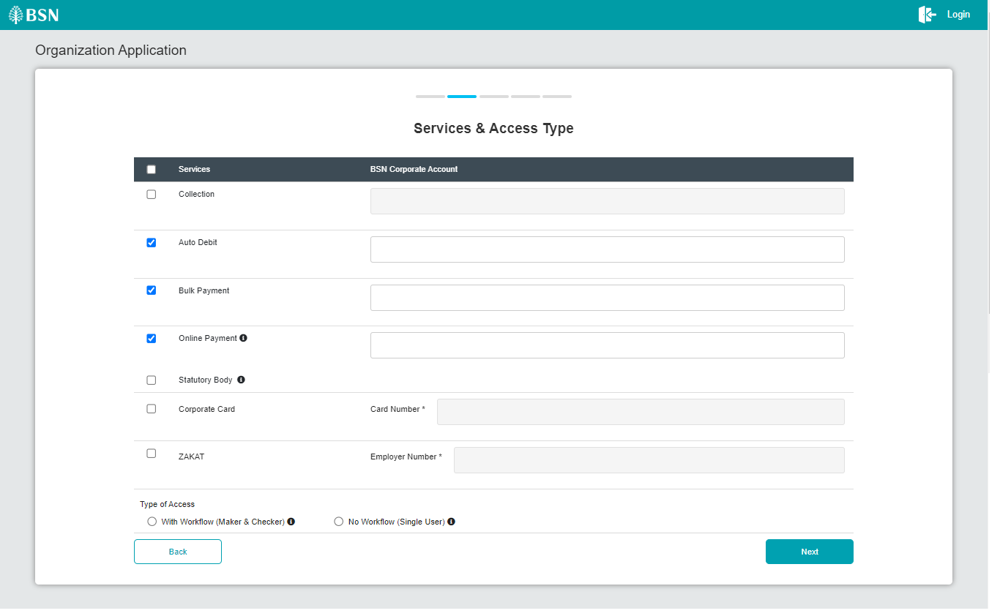 BSN
Login
Organization Application
Services & Access Type
Services BSN Corporate Account
Collection
Auto Debit
Bulk Payment
Online Payment
Statutory Body
Corporate Card Card Number *
ZAKAT Employer Number *
Type of Access
With Workflow (Maker & Checker) No Workflow (Single User)
Back Next